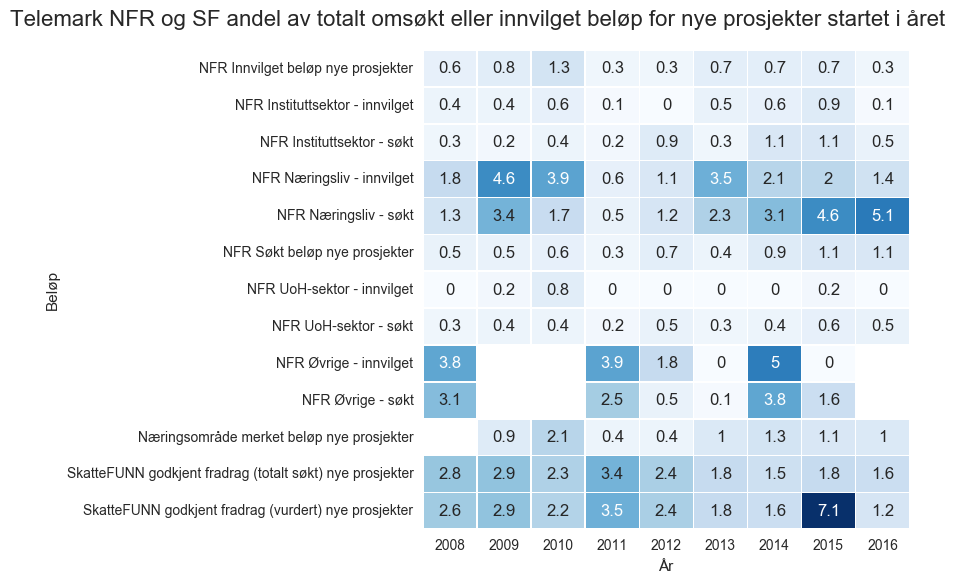 Telemark NFR og SF andel av totalt omsøkt eller innvilget beløp for nye prosjekter startet i året
NFR Innvilget beløp nye prosjekter 0.6 0.8 1.3 0.3 0.3 0.7 0.7 0.7 0.3
NFR Instituttsektor - innvilget 0.4 0.4 0.6 0.1 0 0.5 0.6 0.9 0.1
NFR Instituttsektor - søkt 0.3 0.2 0.4 0.2 0.9 0.3 1.1 1.1 0.5
NFR Næringsliv - innvilget 1.8 4.6 3.9 0.6 1.1 3.5 2.1 2 1.4
NFR Næringsliv - søkt 1.3 3.4 1.7 0.5 1.2 2.3 3.1 4.6 5.1
NFR Søkt beløp nye prosjekter 0.5 0.5 0.6 0.3 0.7 0.4 0.9 1.1 1.1
Beløp
NFR UoH-sektor - innvilget 0 0.2 0.8 0 0 0 0 0.2 0
NFR UoH-sektor - søkt 0.3 0.4 0.4 0.2 0.5 0.3 0.4 0.6 0.5
NFR Øvrige - innvilget 3.8 3.9 1.8 0 5 0
NFR Øvrige - søkt 3.1 2.5 0.5 0.1 3.8 1.6
Næringsområde merket beløp nye prosjekter 0.9 2.1 0.4 0.4 1 1.3 1.1 1
SkatteFUNN godkjent fradrag (totalt søkt) nye prosjekter 2.8 2.9 2.3 3.4 2.4 1.8 1.5 1.8 1.6
SkatteFUNN godkjent fradrag (vurdert) nye prosjekter 2.6 2.9 2.2 3.5 2.4 1.8 1.6 7.1 1.2
2008 2009 2010 2011 2012 2013 2014 2015 2016
År